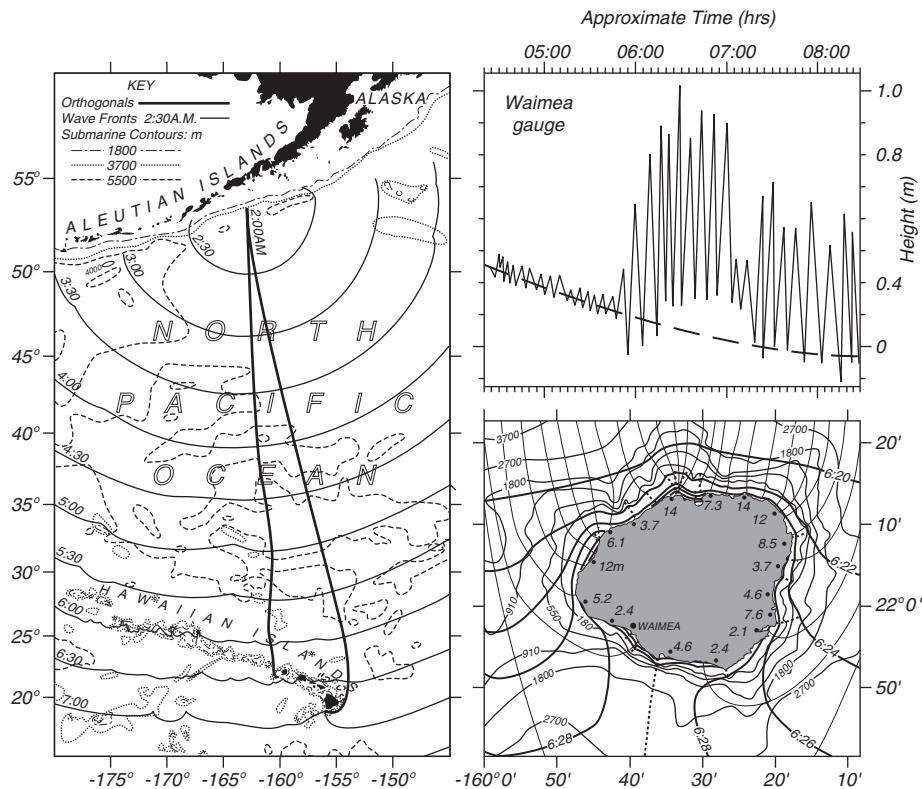 KEY
Orthogonals
Wave Fronts 2:30A.M.
Submarine Contours: m
1800
3700
5500
ALASKA
ALEUTIAN ISLANDS
2:00AM
2:30
3:00
3:30
4000
4:00
4:30
5:00
5:30
6:00
6:30
7:00
NORTH
PACIFIC
OCEAN
HAWAIIAN ISLANDS
55°
50°
45°
40°
35°
30°
25°
20°
-175° -170° -165° -160° -155° -150°
Approximate Time (hrs)
05:00 06:00 07:00 08:00
Waimea
gauge
1.0
0.8
0.4
0
Height (m)
3700
2700
1800
2700
1800
6:20
20'
10'
22° 0'
50'
14 7.3 14
12
3.7
6.1
8.5
12m
3.7
5.2
4.6
2.4
7.6
WAIMEA
2.1
4.6
2.4
910
550
180
910
1800
2700
6:22
6:24
1800
2700
6:26
6:28
6:28
-160° 0' 50' 40' 30' 20' 10'